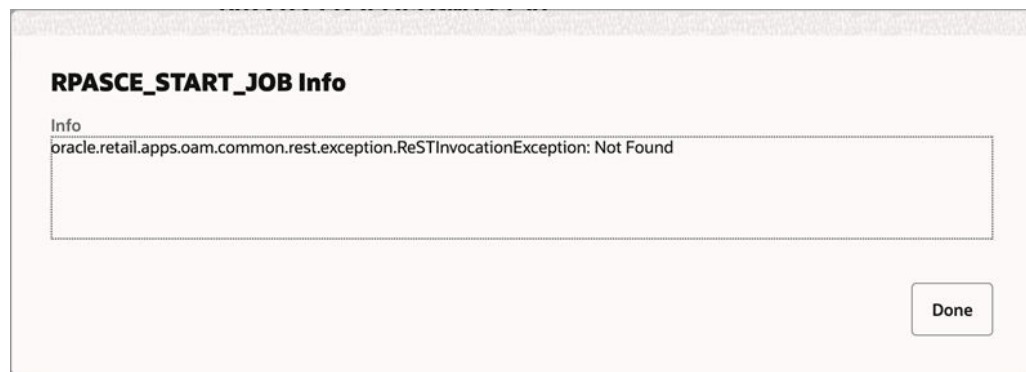 RPASCE_START_JOB Info
Info
oracle.retail.apps.oam.common.rest.exception.ReSTInvocationException: Not Found
Done